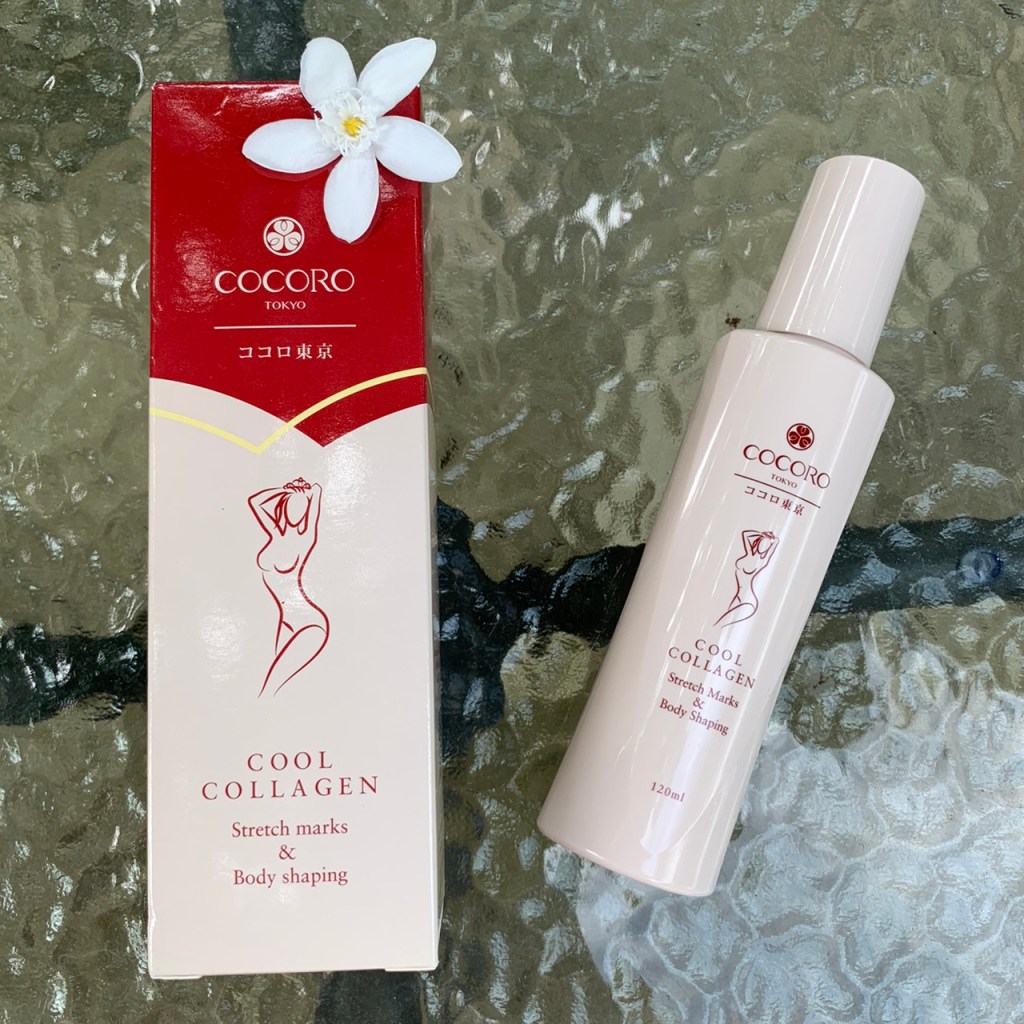 COCORO
TOKYO
ココロ東京
COOL
COLLAGEN
Stretch marks
&
Body shaping
COCORO
TOKYO
ココロ東京
COOL
COLLAGEN
Stretch Marks
&
Body Shaping
120ml